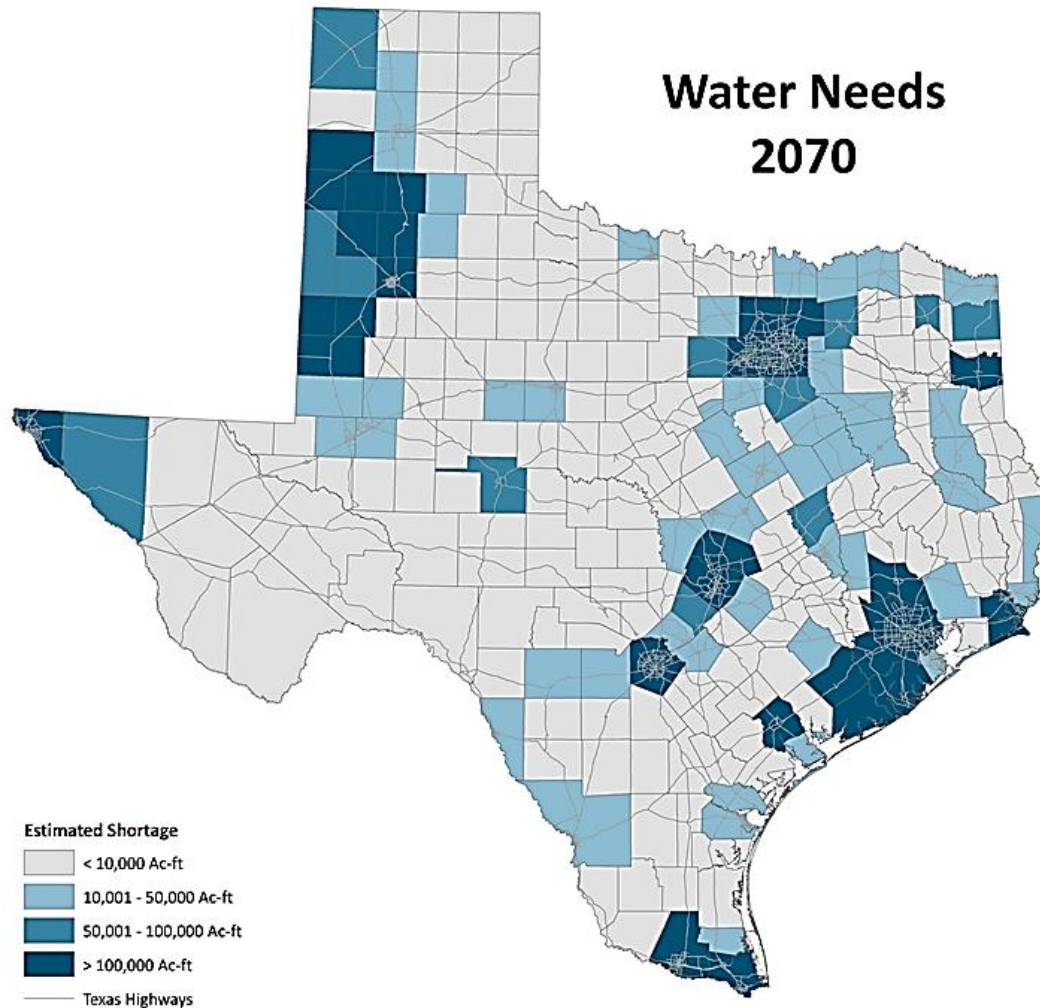 Water Needs
2070
Estimated Shortage
< 10,000 Ac-ft
10,001 - 50,000 Ac-ft
50,001 - 100,000 Ac-ft
> 100,000 Ac-ft
Texas Highways